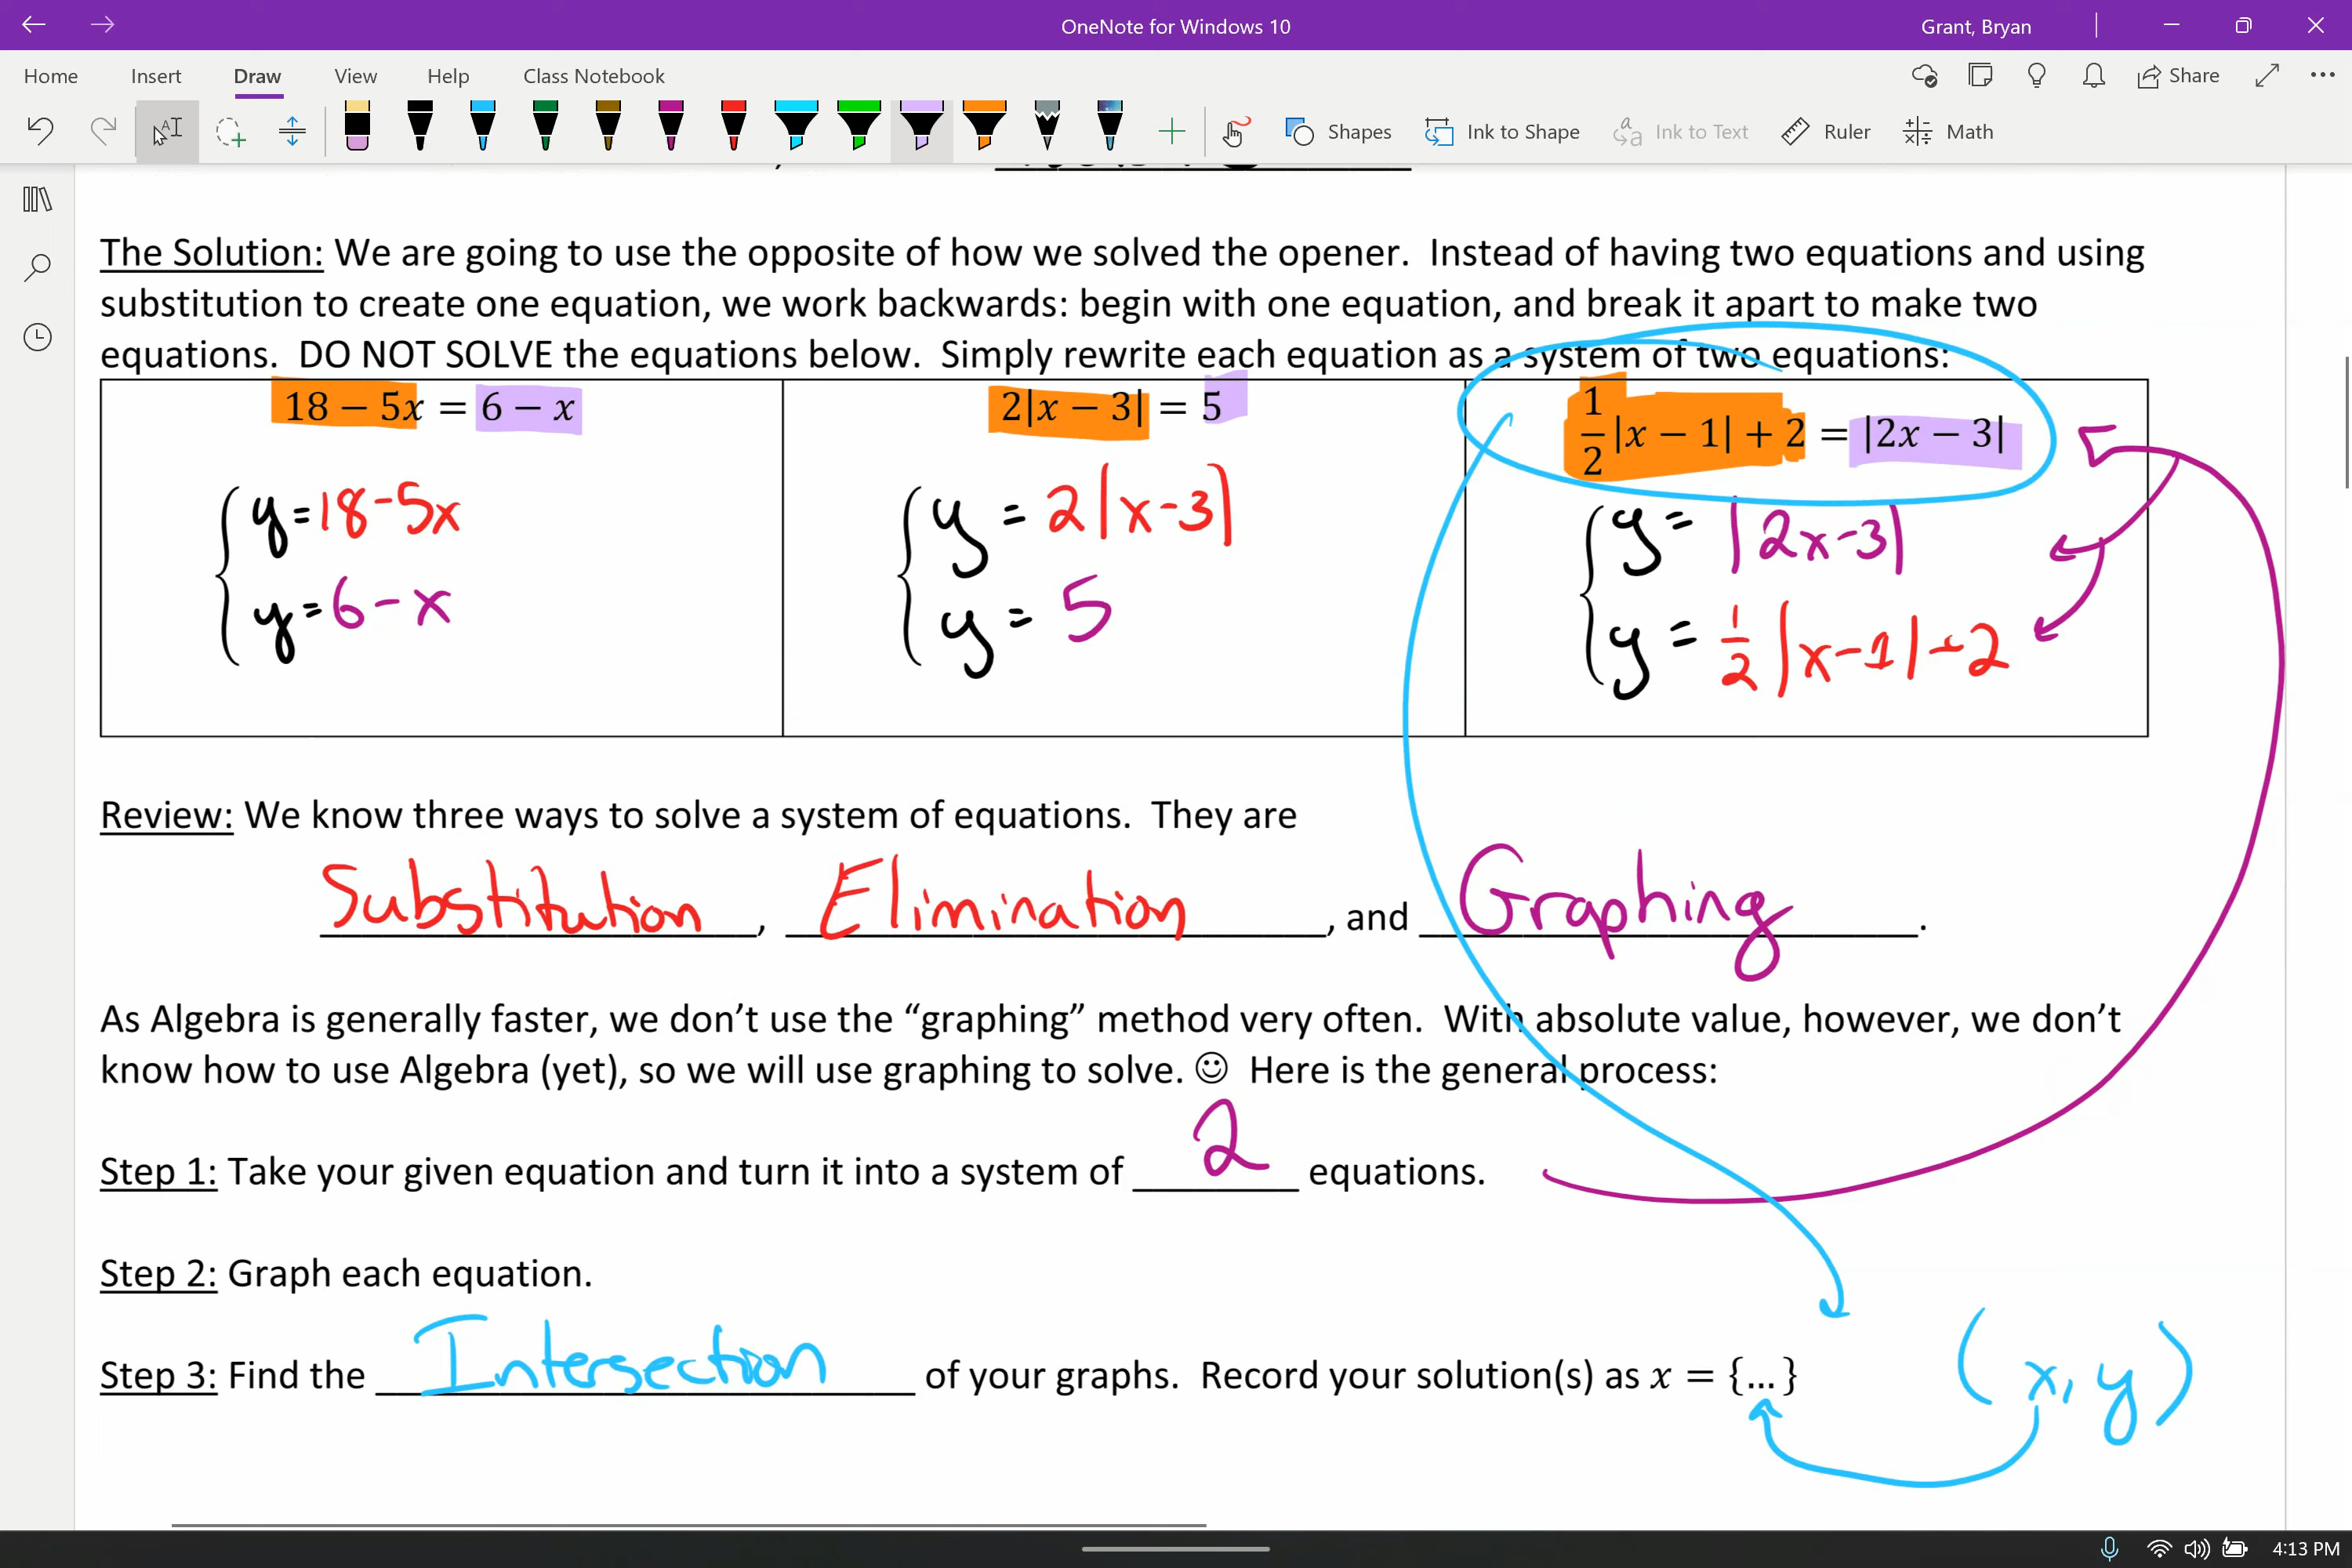 OneNote for Windows 10
Grant, Bryan
Home Insert Draw View Help Class Notebook
Share
Shapes Ink to Shape Ink to Text Ruler Math
The Solution: We are going to use the opposite of how we solved the opener. Instead of having two equations and using
substitution to create one equation, we work backwards: begin with one equation, and break it apart to make two
equations. DO NOT SOLVE the equations below. Simply rewrite each equation as a system of two equations:
18 − 5x = 6 − x
y = 18 - 5x
y = 6 - x
2|x − 3| = 5
y = 2|x-3|
y = 5
1/2|x − 1| + 2 = |2x − 3|
y = |2x-3|
y = 1/2|x-1|+2
Review: We know three ways to solve a system of equations. They are
Substitution, Elimination, and Graphing.
As Algebra is generally faster, we don’t use the “graphing” method very often. With absolute value, however, we don’t
know how to use Algebra (yet), so we will use graphing to solve. ☺ Here is the general process:
Step 1: Take your given equation and turn it into a system of 2 equations.
Step 2: Graph each equation.
Step 3: Find the Intersection of your graphs. Record your solution(s) as x = {…} (x, y)
4:13 PM